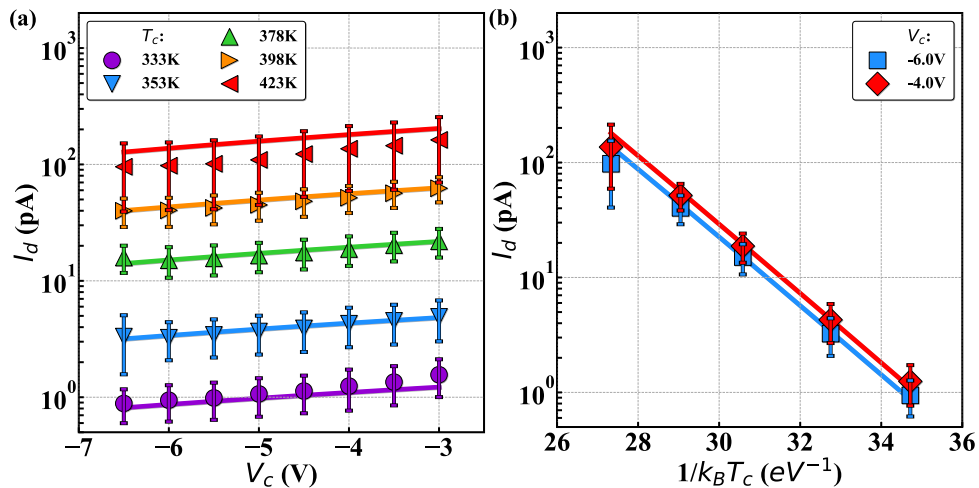 (a)
T_c:
333K
353K
378K
398K
423K
10^3
10^2
10^1
10^0
I_d (pA)
−7 −6 −5 −4 −3
V_c (V)
(b)
V_c:
-6.0V
-4.0V
10^3
10^2
10^1
10^0
I_d (pA)
26 28 30 32 34 36
1/k_BT_c (eV^{−1})